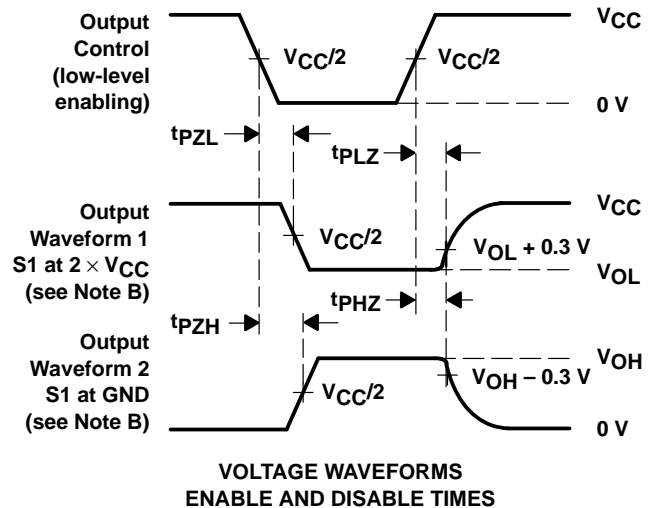 Output
Control
(low-level
enabling)
VCC/2
VCC/2
VCC
0 V
tPZL
tPLZ
Output
Waveform 1
S1 at 2 × VCC
(see Note B)
VCC/2
VCC
VOL + 0.3 V
VOL
tPZH
tPHZ
Output
Waveform 2
S1 at GND
(see Note B)
VCC/2
VOH
VOH – 0.3 V
0 V
VOLTAGE WAVEFORMS
ENABLE AND DISABLE TIMES